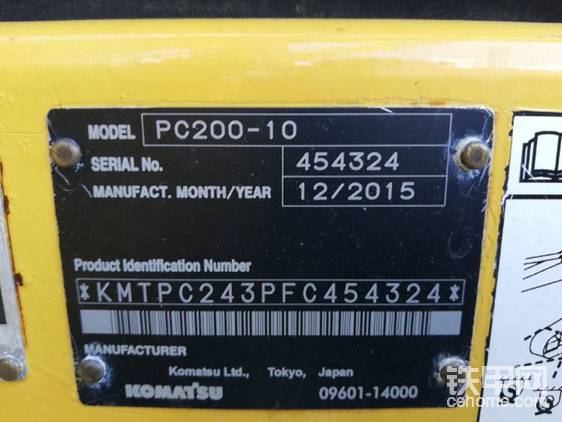 MODEL PC200-10
SERIAL No. 454324
MANUFACT. MONTH/YEAR 12/2015
Product Identification Number
*KMTPC243PFC454324*
MANUFACTURER
Komatsu Ltd., Tokyo, Japan
KOMATSU 09601-14000
铁甲网
cehome.com